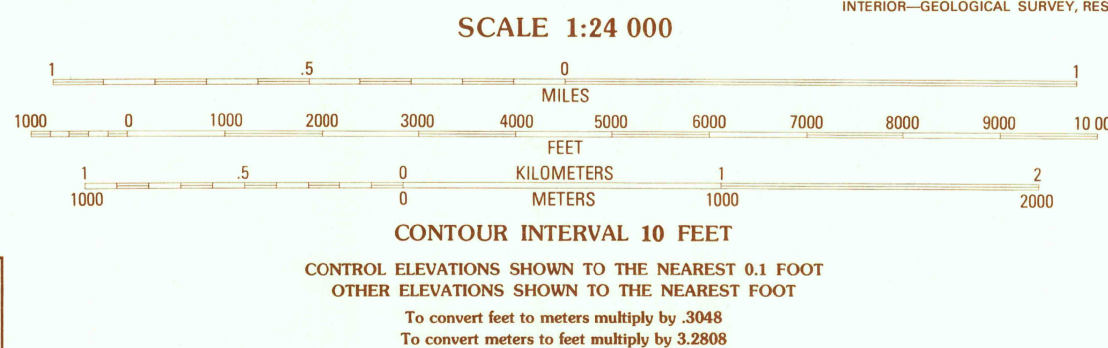 INTERIOR—GEOLOGICAL SURVEY, RES
SCALE 1:24 000
1 .5 0 1
MILES
1000 0 1000 2000 3000 4000 5000 6000 7000 8000 9000 10 00
FEET
1 .5 0 KILOMETERS 1 2
1000 0 METERS 1000 2000
CONTOUR INTERVAL 10 FEET
CONTROL ELEVATIONS SHOWN TO THE NEAREST 0.1 FOOT
OTHER ELEVATIONS SHOWN TO THE NEAREST FOOT
To convert feet to meters multiply by .3048
To convert meters to feet multiply by 3.2808